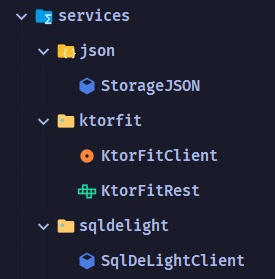 services
json
StorageJSON
ktorfit
KtorFitClient
KtorFitRest
sqldelight
SqlDeLightClient